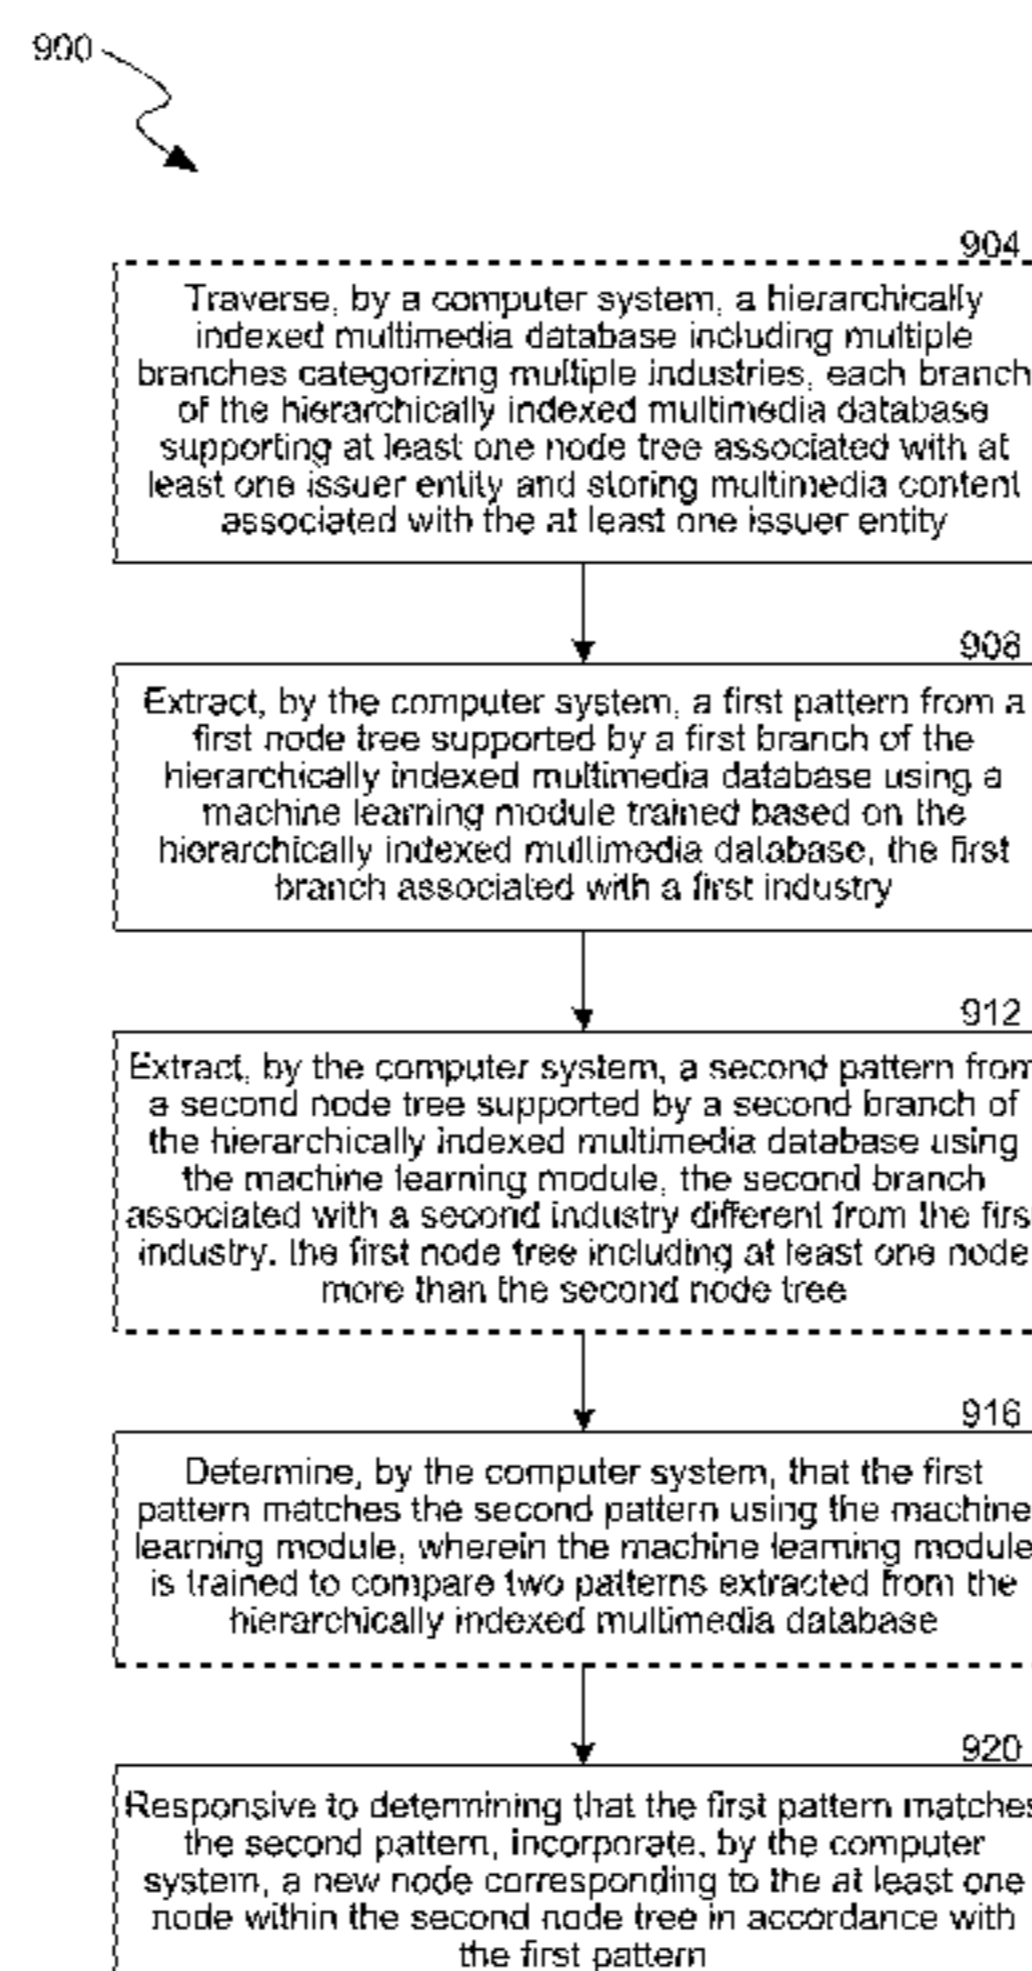 900
904
Traverse, by a computer system, a hierarchically
indexed multimedia database including multiple
branches categorizing multiple industries, each branch
of the hierarchically indexed multimedia database
supporting at least one node tree associated with at
least one issuer entity and storing multimedia content
associated with the at least one issuer entity
908
Extract, by the computer system, a first pattern from a
first node tree supported by a first branch of the
hierarchically indexed multimedia database using a
machine learning module trained based on the
hierarchically indexed multimedia database, the first
branch associated with a first industry
912
Extract, by the computer system, a second pattern from
a second node tree supported by a second branch of
the hierarchically indexed multimedia database using
the machine learning module, the second branch
associated with a second industry different from the firs
industry, the first node tree including at least one node
more than the second node tree
916
Determine, by the computer system, that the first
pattern matches the second pattern using the machine
learning module, wherein the machine learning module
is trained to compare two patterns extracted from the
hierarchically indexed multimedia database
920
Responsive to determining that the first pattern matches
the second pattern, incorporate, by the computer
system, a new node corresponding to the at least one
node within the second node tree in accordance with
the first pattern